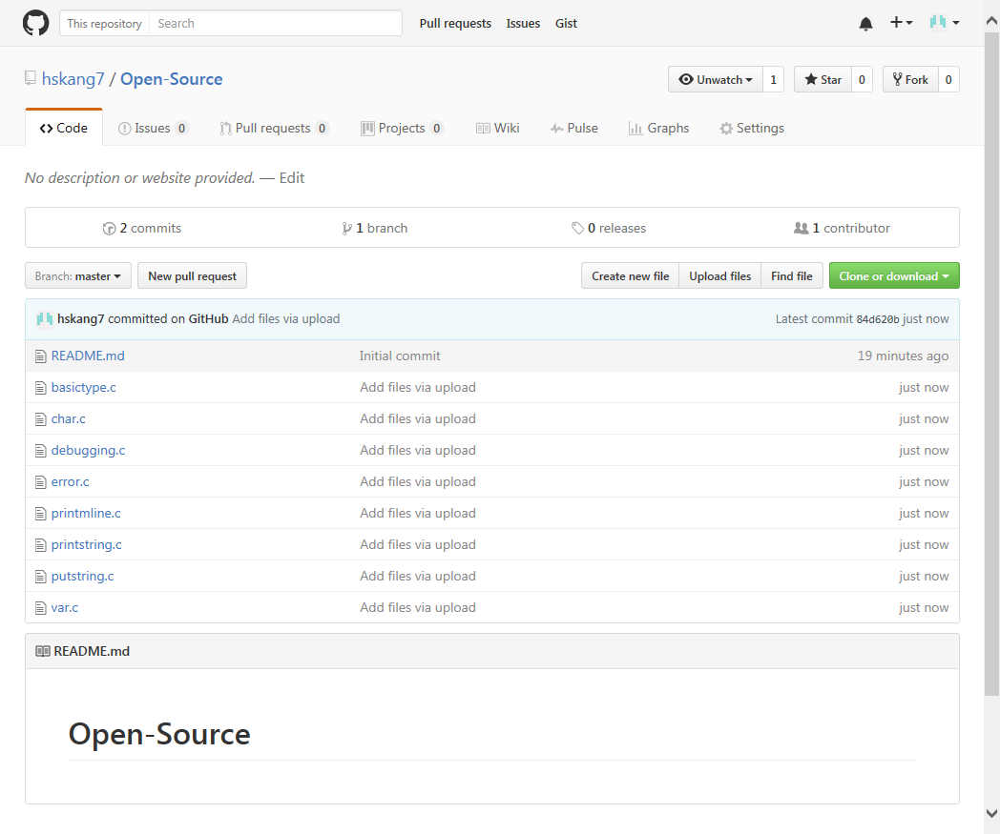 This repository Search Pull requests Issues Gist
hskang7 / Open-Source Unwatch 1 Star 0 Fork 0
Code Issues 0 Pull requests 0 Projects 0 Wiki Pulse Graphs Settings
No description or website provided. — Edit
2 commits 1 branch 0 releases 1 contributor
Branch: master New pull request Create new file Upload files Find file Clone or download
hskang7 committed on GitHub Add files via upload Latest commit 84d620b just now
README.md Initial commit 19 minutes ago
basictype.c Add files via upload just now
char.c Add files via upload just now
debugging.c Add files via upload just now
error.c Add files via upload just now
printmline.c Add files via upload just now
printstring.c Add files via upload just now
putstring.c Add files via upload just now
var.c Add files via upload just now
README.md
Open-Source